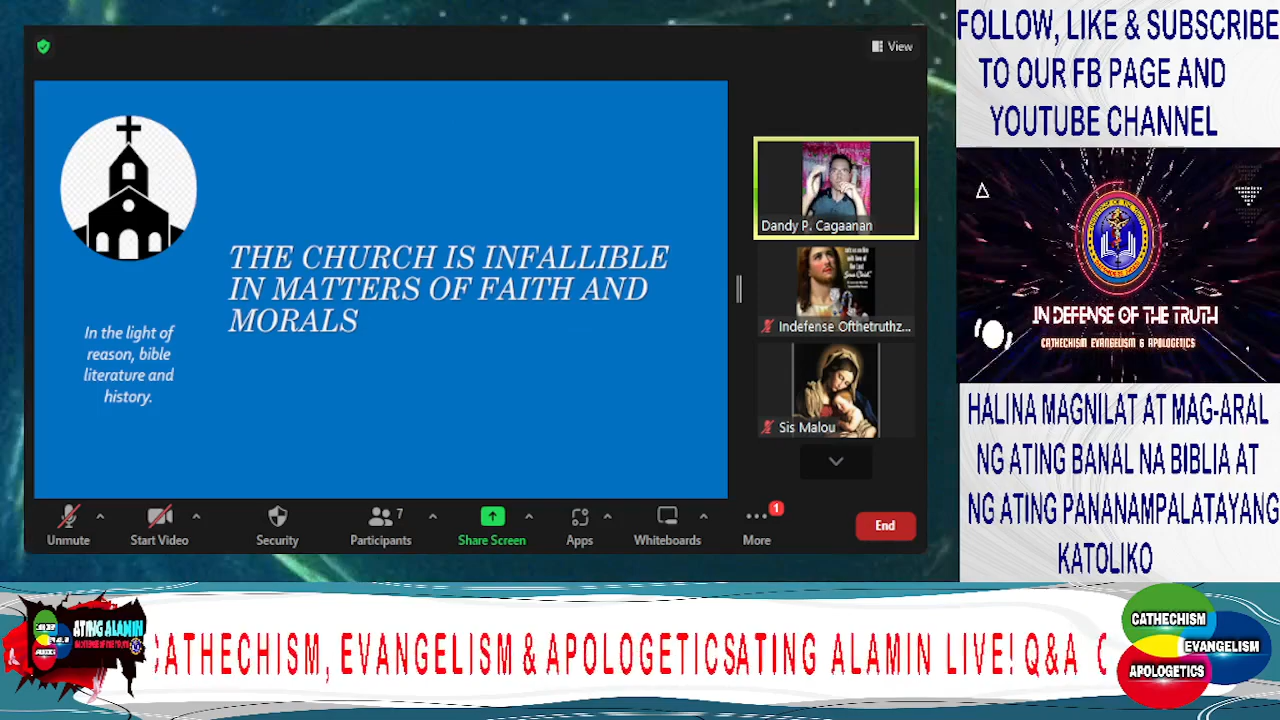 View
THE CHURCH IS INFALLIBLE
IN MATTERS OF FAITH AND
MORALS
In the light of
reason, bible
literature and
history.
Dandy P. Cagaanan
Indefense Ofthetruthz...
Sis Malou
Unmute
Start Video
Security
7
Participants
Share Screen
Apps
Whiteboards
1
More
End
FOLLOW, LIKE & SUBSCRIBE
TO OUR FB PAGE AND
YOUTUBE CHANNEL
IN DEFENSE OF THE TRUTH
CATHECHISM EVANGELISM & APOLOGETICS
HALINA MAGNILAT AT MAG-ARAL
NG ATING BANAL NA BIBLIA AT
NG ATING PANANAMPALATAYANG
KATOLIKO
ATING ALAMIN
CATHECHISM, EVANGELISM & APOLOGETICSATING ALAMIN LIVE! Q&A C
CATHECHISM
EVANGELISM
APOLOGETICS